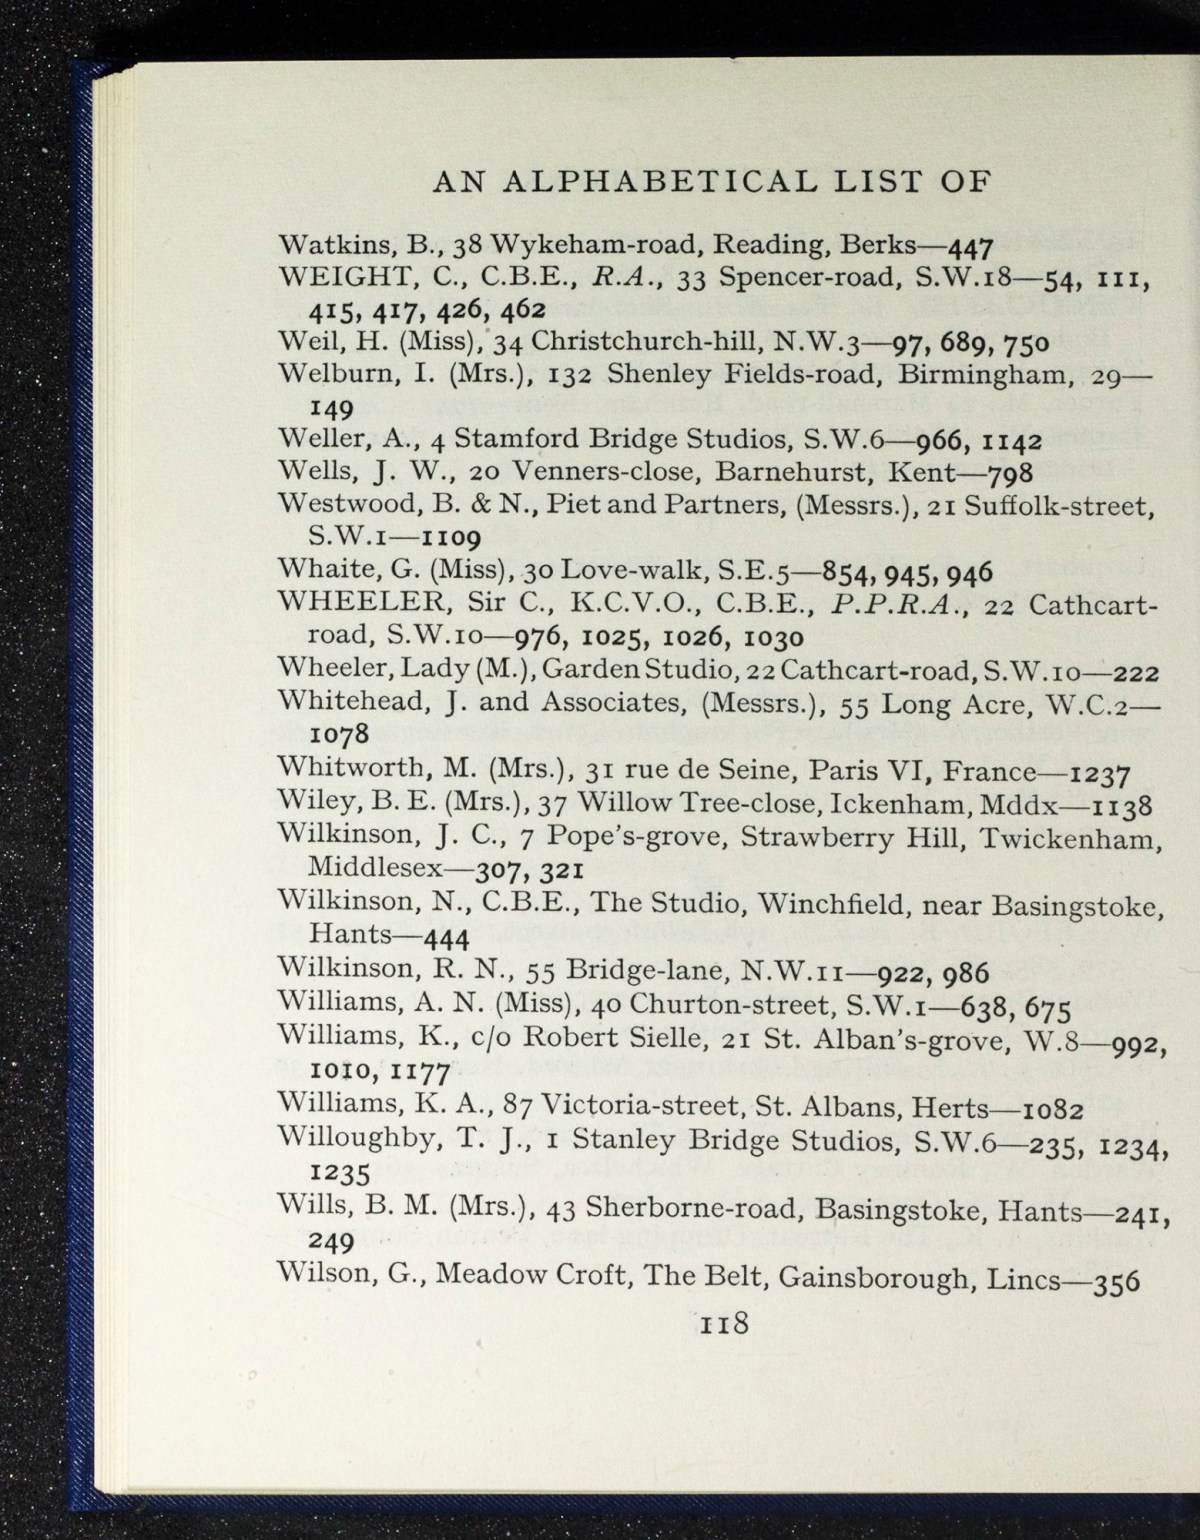 AN ALPHABETICAL LIST OF
Watkins, B., 38 Wykeham-road, Reading, Berks—447
WEIGHT, C., C.B.E., R.A., 33 Spencer-road, S.W.18—54, 111,
415, 417, 426, 462
Weil, H. (Miss), 34 Christchurch-hill, N.W.3—97, 689, 750
Welburn, I. (Mrs.), 132 Shenley Fields-road, Birmingham, 29—
149
Weller, A., 4 Stamford Bridge Studios, S.W.6—966, 1142
Wells, J. W., 20 Venners-close, Barnehurst, Kent—798
Westwood, B. & N., Piet and Partners, (Messrs.), 21 Suffolk-street,
S.W.1—1109
Whaite, G. (Miss), 30 Love-walk, S.E.5—854, 945, 946
WHEELER, Sir C., K.C.V.O., C.B.E., P.P.R.A., 22 Cathcart-
road, S.W.10—976, 1025, 1026, 1030
Wheeler, Lady (M.), Garden Studio, 22 Cathcart-road, S.W.10—222
Whitehead, J. and Associates, (Messrs.), 55 Long Acre, W.C.2—
1078
Whitworth, M. (Mrs.), 31 rue de Seine, Paris VI, France—1237
Wiley, B. E. (Mrs.), 37 Willow Tree-close, Ickenham, Mddx—1138
Wilkinson, J. C., 7 Pope's-grove, Strawberry Hill, Twickenham,
Middlesex—307, 321
Wilkinson, N., C.B.E., The Studio, Winchfield, near Basingstoke,
Hants—444
Wilkinson, R. N., 55 Bridge-lane, N.W.11—922, 986
Williams, A. N. (Miss), 40 Churton-street, S.W.1—638, 675
Williams, K., c/o Robert Sielle, 21 St. Alban's-grove, W.8—992,
1010, 1177
Williams, K. A., 87 Victoria-street, St. Albans, Herts—1082
Willoughby, T. J., 1 Stanley Bridge Studios, S.W.6—235, 1234,
1235
Wills, B. M. (Mrs.), 43 Sherborne-road, Basingstoke, Hants—241,
249
Wilson, G., Meadow Croft, The Belt, Gainsborough, Lincs—356
118